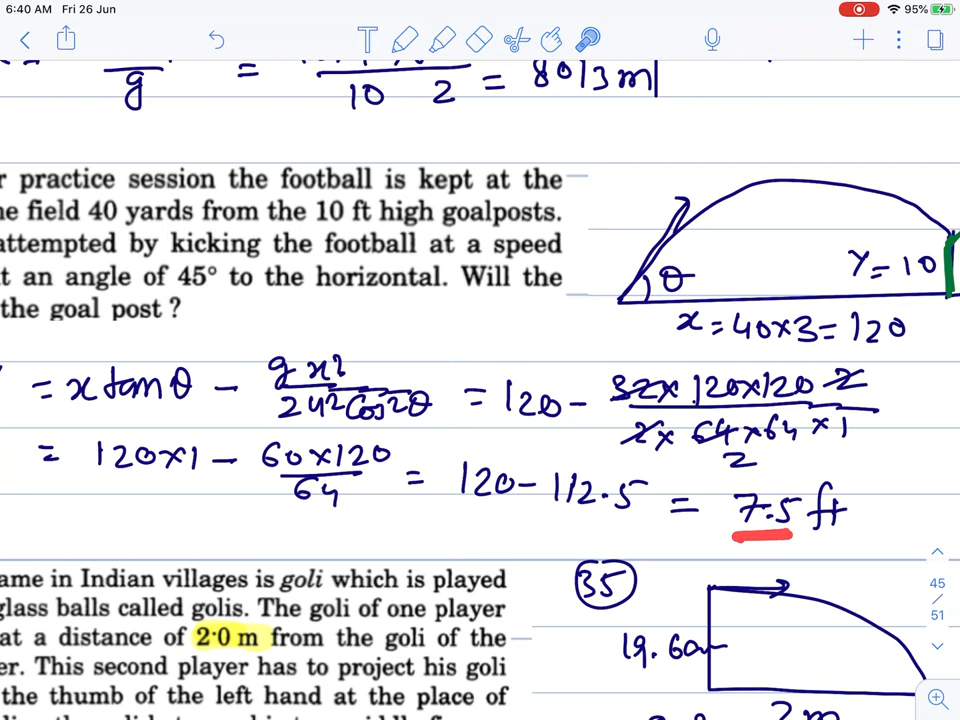 6:40 AM Fri 26 Jun
95%
g = 10 2 = 8013m
r practice session the football is kept at the
ne field 40 yards from the 10 ft high goalposts.
attempted by kicking the football at a speed
t an angle of 45° to the horizontal. Will the
the goal post ?
θ
y = 10
x = 40×3 = 120
= x tanθ − gx²/2u²cos²θ = 120 − 32×120×120 2/2×64×64×1
2
= 120×1 − 60×120/64 = 120 − 112.5 = 7.5 ft
ame in Indian villages is goli which is played
glass balls called golis. The goli of one player
at a distance of 2·0 m from the goli of the
er. This second player has to project his goli
the thumb of the left hand at the place of
35
19.6
2m
45
/
51